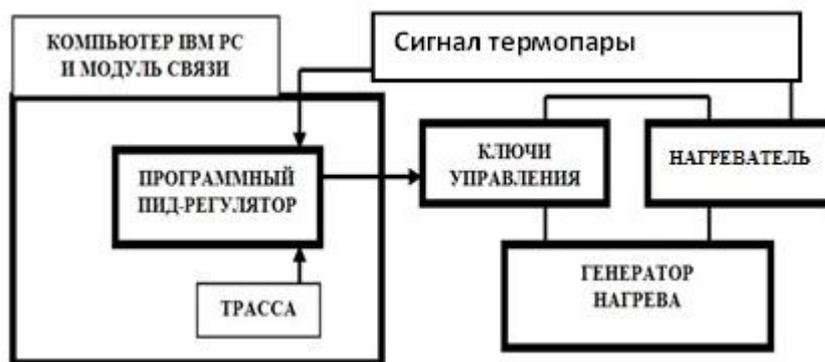 КОМПЬЮТЕР IBM PC
И МОДУЛЬ СВЯЗИ
Сигнал термопары
ПРОГРАММНЫЙ
ПИД-РЕГУЛЯТОР
КЛЮЧИ
УПРАВЛЕНИЯ
НАГРЕВАТЕЛЬ
ТРАССА
ГЕНЕРАТОР
НАГРЕВА